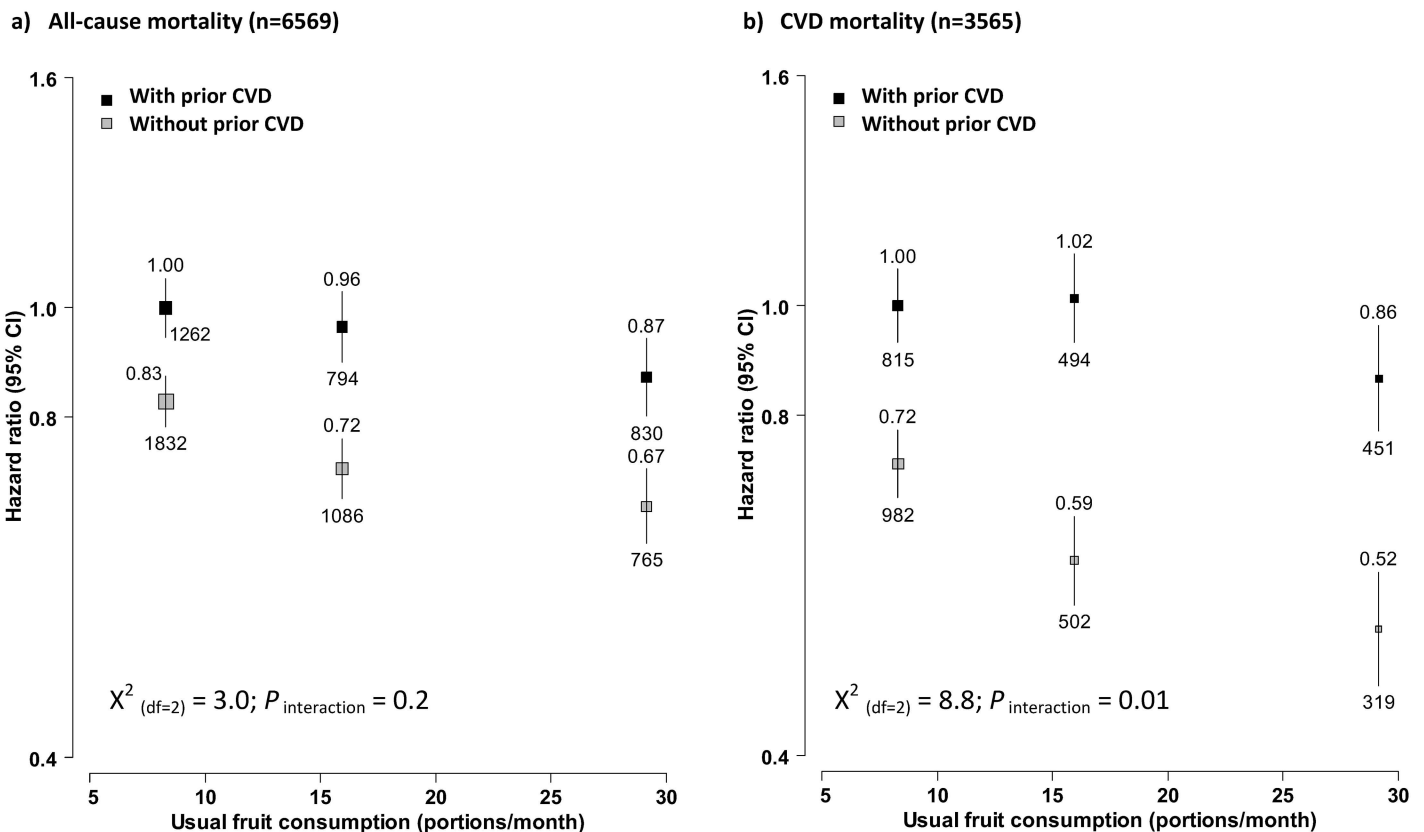 a) All-cause mortality (n=6569)
1.6
With prior CVD
Without prior CVD
1.00
0.96
0.87
1.0
1262
794
0.83
830
0.8
1832
0.72
0.67
1086
765
Hazard ratio (95% CI)
X² (df=2) = 3.0; P interaction = 0.2
0.4
5 10 15 20 25 30
Usual fruit consumption (portions/month)
b) CVD mortality (n=3565)
1.6
With prior CVD
Without prior CVD
1.00
1.02
0.86
1.0
815
494
0.8
0.72
451
982
0.59
0.52
502
319
Hazard ratio (95% CI)
X² (df=2) = 8.8; P interaction = 0.01
0.4
5 10 15 20 25 30
Usual fruit consumption (portions/month)